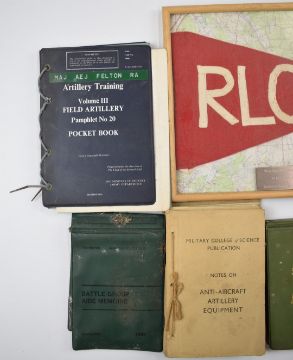 MAJ AEJ FELTON RA
Artillery Training
Volume III
FIELD ARTILLERY
Pamphlet No 20
POCKET BOOK
RLC
BATTLE GROUP
AIDE MEMOIRE
MILITARY COLLEGE of SCIENCE
PUBLICATION
NOTES ON
ANTI-AIRCRAFT
ARTILLERY
EQUIPMENT